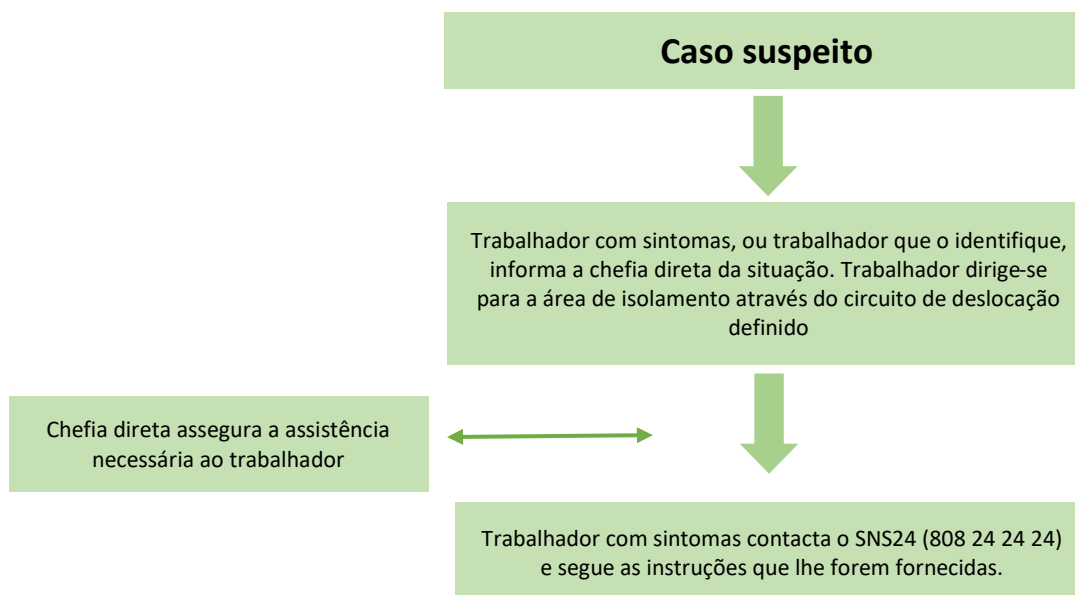 Caso suspeito
Trabalhador com sintomas, ou trabalhador que o identifique,
informa a chefia direta da situação. Trabalhador dirige-se
para a área de isolamento através do circuito de deslocação
definido
Chefia direta assegura a assistência
necessária ao trabalhador
Trabalhador com sintomas contacta o SNS24 (808 24 24 24)
e segue as instruções que lhe forem fornecidas.